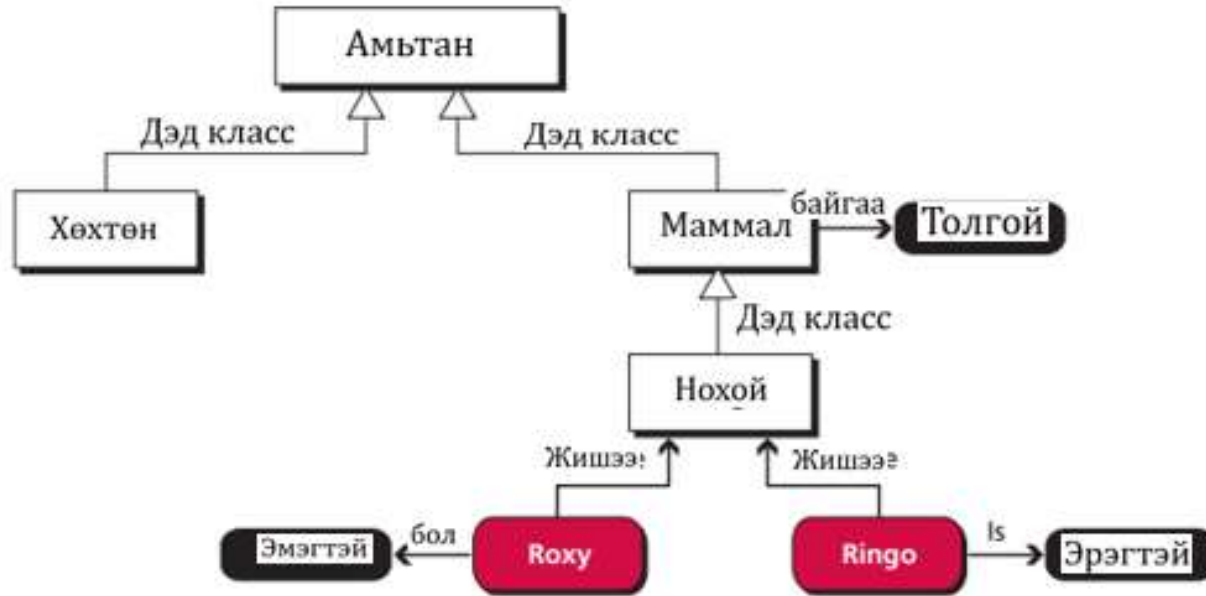 Амьтан
Дэд класс
Дэд класс
Хөхтөн
Маммал
байгаа
Толгой
Дэд класс
Нохой
Жишээ
Жишээ
Эмэгтэй
бол
Roxy
Ringo
Is
Эрэгтэй